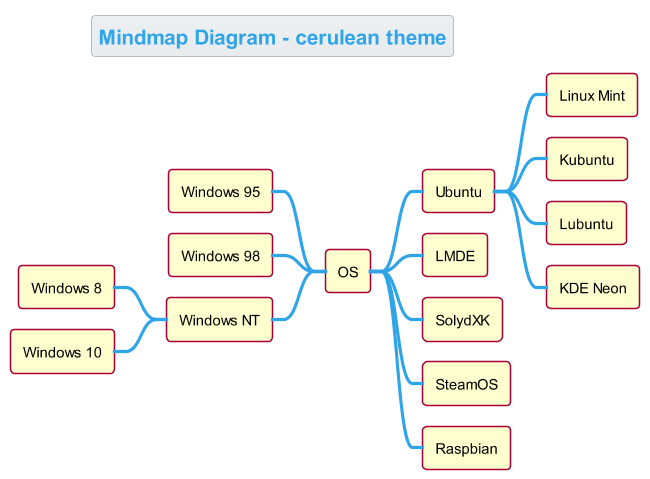 Mindmap Diagram - cerulean theme
Linux Mint
Kubuntu
Windows 95
Ubuntu
Lubuntu
Windows 98
LMDE
OS
Windows 8
KDE Neon
Windows NT
SolydXK
Windows 10
SteamOS
Raspbian